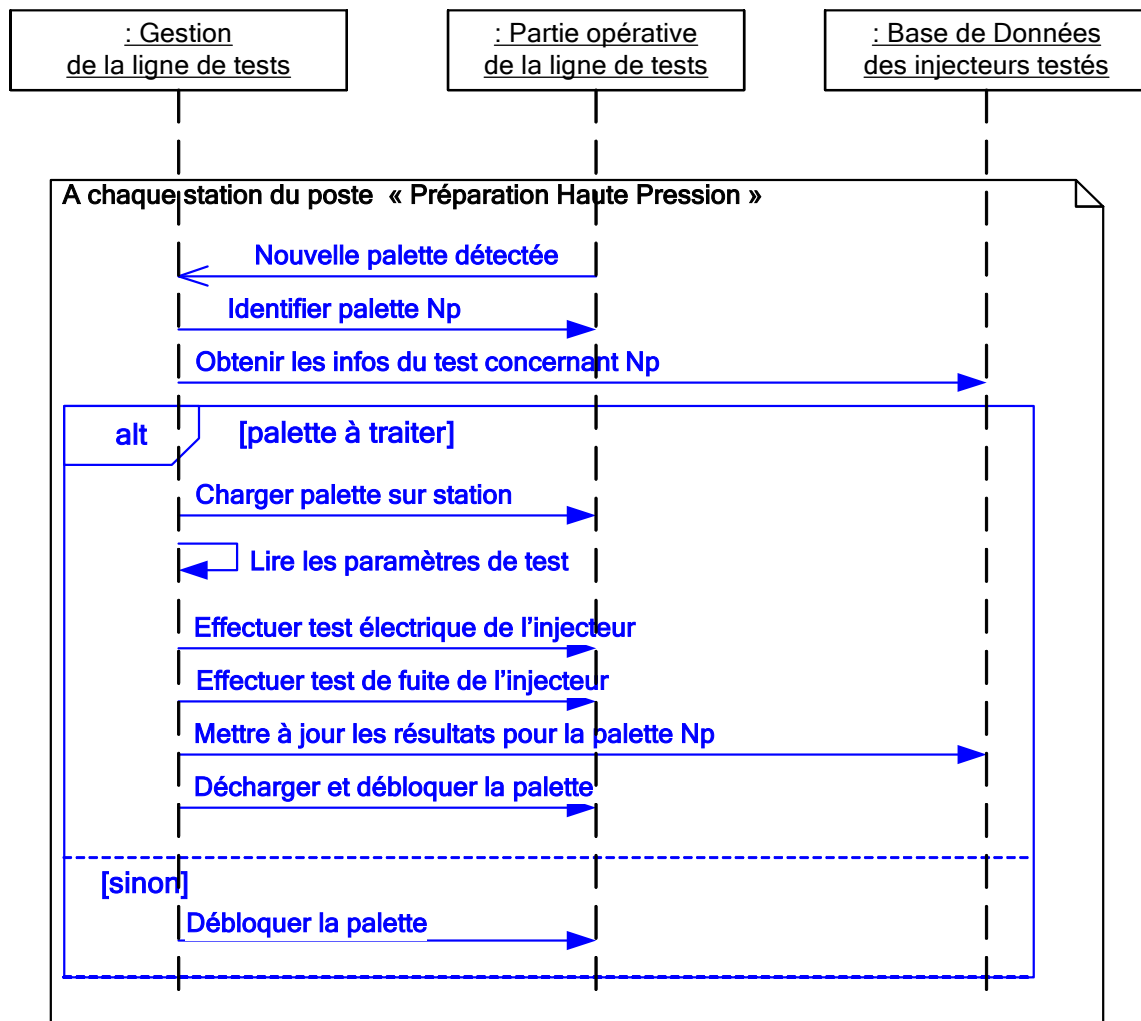 : Gestion
de la ligne de tests
: Partie opérative
de la ligne de tests
: Base de Données
des injecteurs testés
A chaque station du poste « Préparation Haute Pression »
Nouvelle palette détectée
Identifier palette Np
Obtenir les infos du test concernant Np
alt
[palette à traiter]
Charger palette sur station
Lire les paramètres de test
Effectuer test électrique de l’injecteur
Effectuer test de fuite de l’injecteur
Mettre à jour les résultats pour la palette Np
Décharger et débloquer la palette
[sinon]
Débloquer la palette